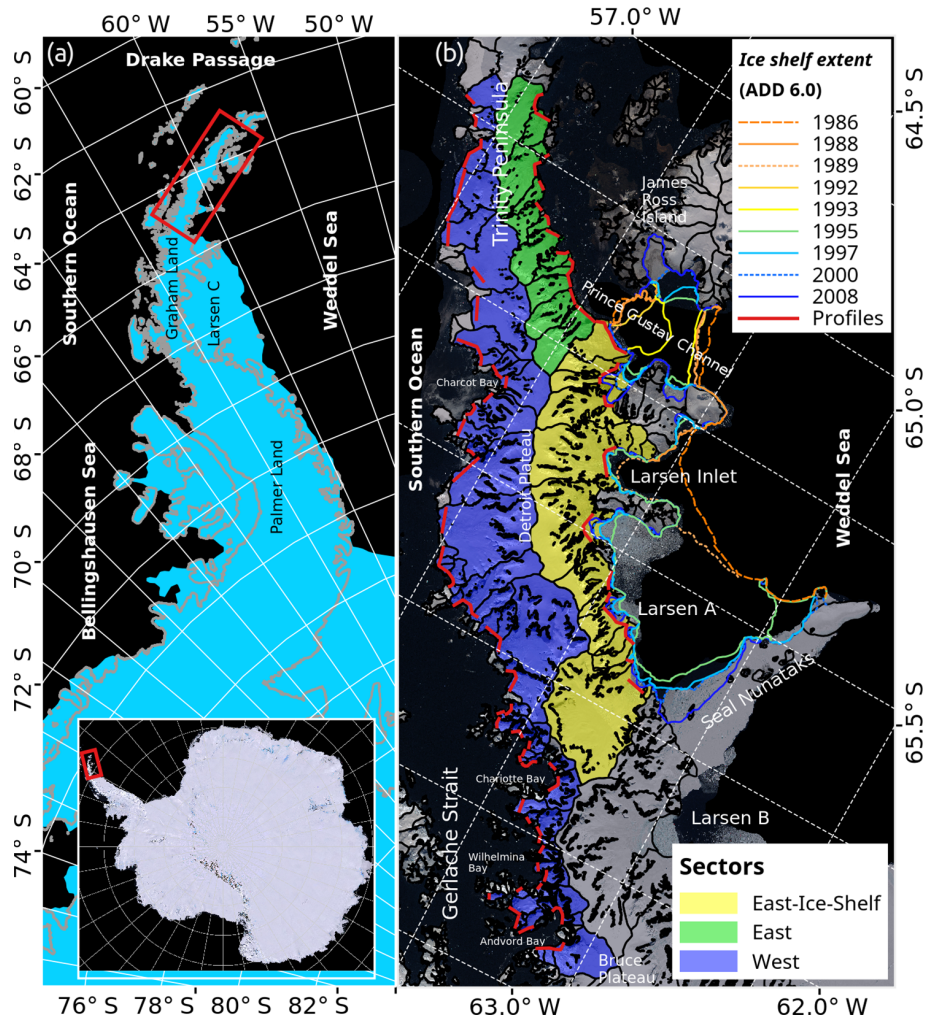 60° W 55° W 50° W
57.0° W
(a)
Drake Passage
60° S
62° S
64° S
66° S
68° S
70° S
72° S
74° S
Southern Ocean
Weddel Sea
Graham Land
Larsen C
Bellingshausen Sea
Palmer Land
76° S 78° S 80° S 82° S
(b)
Trinity Peninsula
James
Ross
Island
Prince Gustav Channel
Charcot Bay
Southern Ocean
Detroit Plateau
Larsen Inlet
Weddel Sea
Larsen A
Seal Nunataks
Charlotte Bay
Larsen B
Gerlache Strait
Wilhelmina
Bay
Andvord Bay
Bruce
Plateau
64.5° S
65.0° S
65.5° S
63.0° W 62.0° W
Ice shelf extent
(ADD 6.0)
1986
1988
1989
1992
1993
1995
1997
2000
2008
Profiles
Sectors
East-Ice-Shelf
East
West